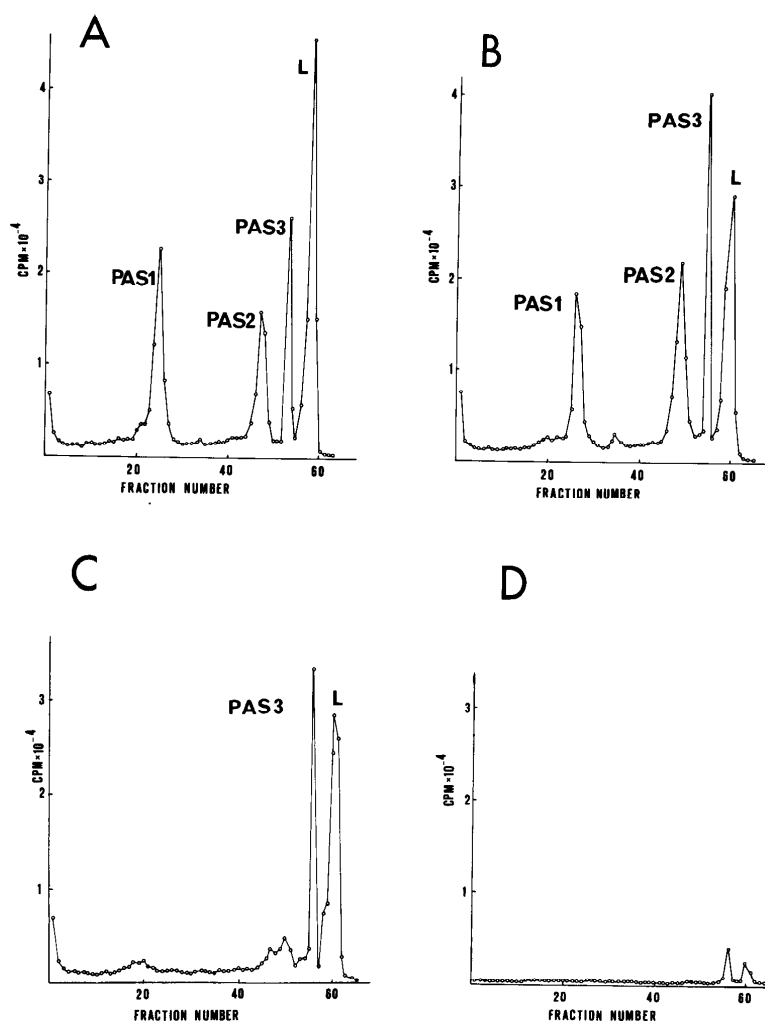 A
CPM×10⁻⁴
4
3
2
1
PAS1
PAS2
PAS3
L
20
40
60
FRACTION NUMBER
B
CPM×10⁻⁴
4
3
2
1
PAS1
PAS2
PAS3
L
20
40
60
FRACTION NUMBER
C
CPM×10⁻⁴
3
2
1
PAS3
L
20
40
60
FRACTION NUMBER
D
CPM×10⁻⁴
3
2
1
20
40
60
FRACTION NUMBER